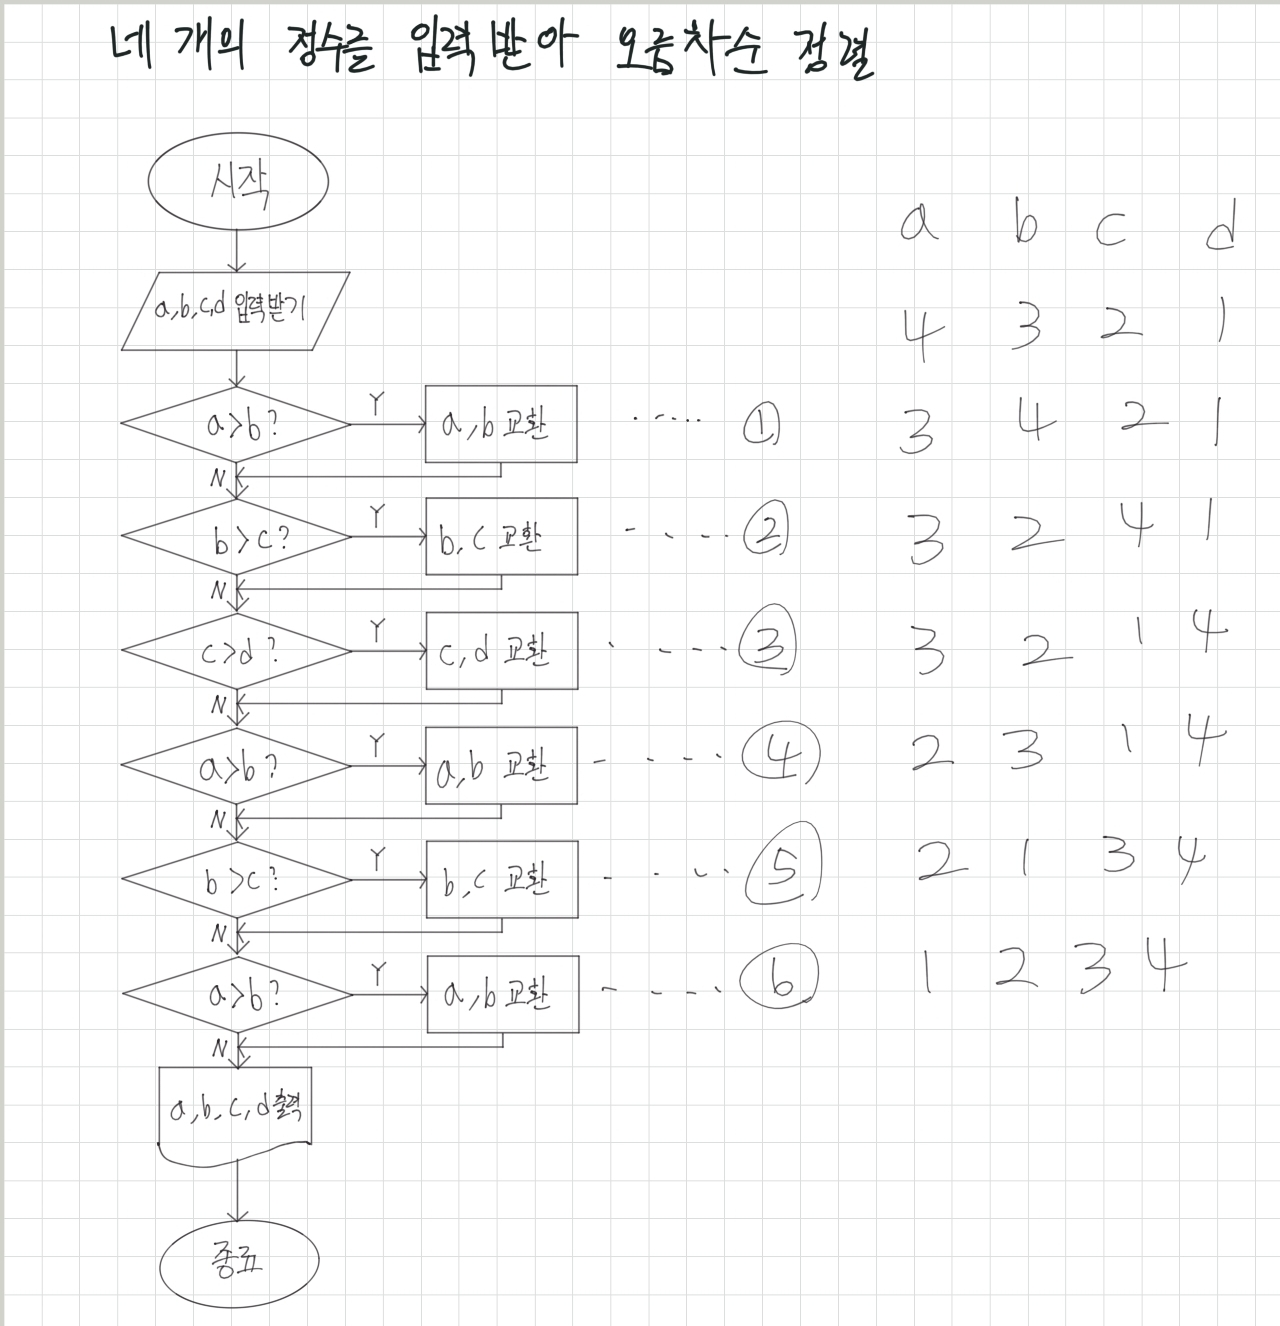 네 개의 정수를 입력 받아 오름차순 정렬
시작
a b c d
a,b,c,d 입력받기
4 3 2 1
a>b? Y a,b 교환 ..... ① 3 4 2 1
N
b>c? Y b,c 교환 ..... ② 3 2 4 1
N
c>d? Y c,d 교환 ..... ③ 3 2 1 4
N
a>b? Y a,b 교환 ..... ④ 2 3 1 4
N
b>c? Y b,c 교환 ..... ⑤ 2 1 3 4
N
a>b? Y a,b 교환 ..... ⑥ 1 2 3 4
N
a,b,c,d 출력
종료